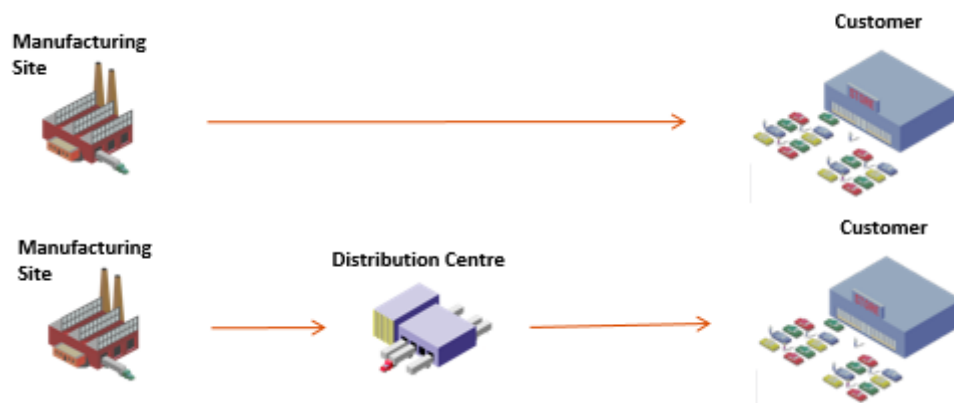 Customer
Manufacturing
Site
Customer
Manufacturing
Site
Distribution Centre